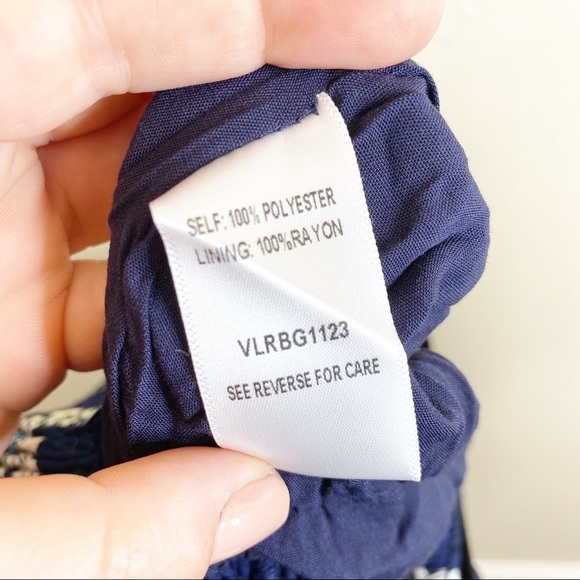 SELF: 100% POLYESTER
LINING: 100%RAYON
VLRBG1123
SEE REVERSE FOR CARE